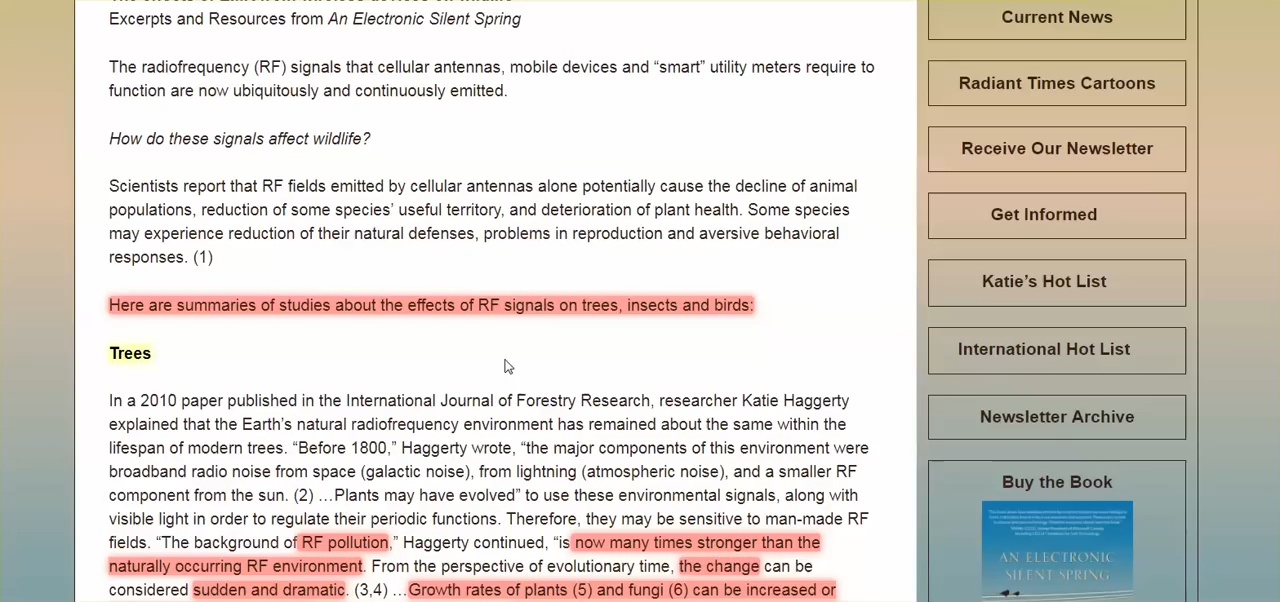 Excerpts and Resources from An Electronic Silent Spring
The radiofrequency (RF) signals that cellular antennas, mobile devices and “smart” utility meters require to
function are now ubiquitously and continuously emitted.
How do these signals affect wildlife?
Scientists report that RF fields emitted by cellular antennas alone potentially cause the decline of animal
populations, reduction of some species’ useful territory, and deterioration of plant health. Some species
may experience reduction of their natural defenses, problems in reproduction and aversive behavioral
responses. (1)
Here are summaries of studies about the effects of RF signals on trees, insects and birds:
Trees
In a 2010 paper published in the International Journal of Forestry Research, researcher Katie Haggerty
explained that the Earth’s natural radiofrequency environment has remained about the same within the
lifespan of modern trees. “Before 1800,” Haggerty wrote, “the major components of this environment were
broadband radio noise from space (galactic noise), from lightning (atmospheric noise), and a smaller RF
component from the sun. (2) …Plants may have evolved” to use these environmental signals, along with
visible light in order to regulate their periodic functions. Therefore, they may be sensitive to man-made RF
fields. “The background of RF pollution,” Haggerty continued, “is now many times stronger than the
naturally occurring RF environment. From the perspective of evolutionary time, the change can be
considered sudden and dramatic. (3,4) …Growth rates of plants (5) and fungi (6) can be increased or
Current News
Radiant Times Cartoons
Receive Our Newsletter
Get Informed
Katie’s Hot List
International Hot List
Newsletter Archive
Buy the Book
AN ELECTRONIC
SILENT SPRING